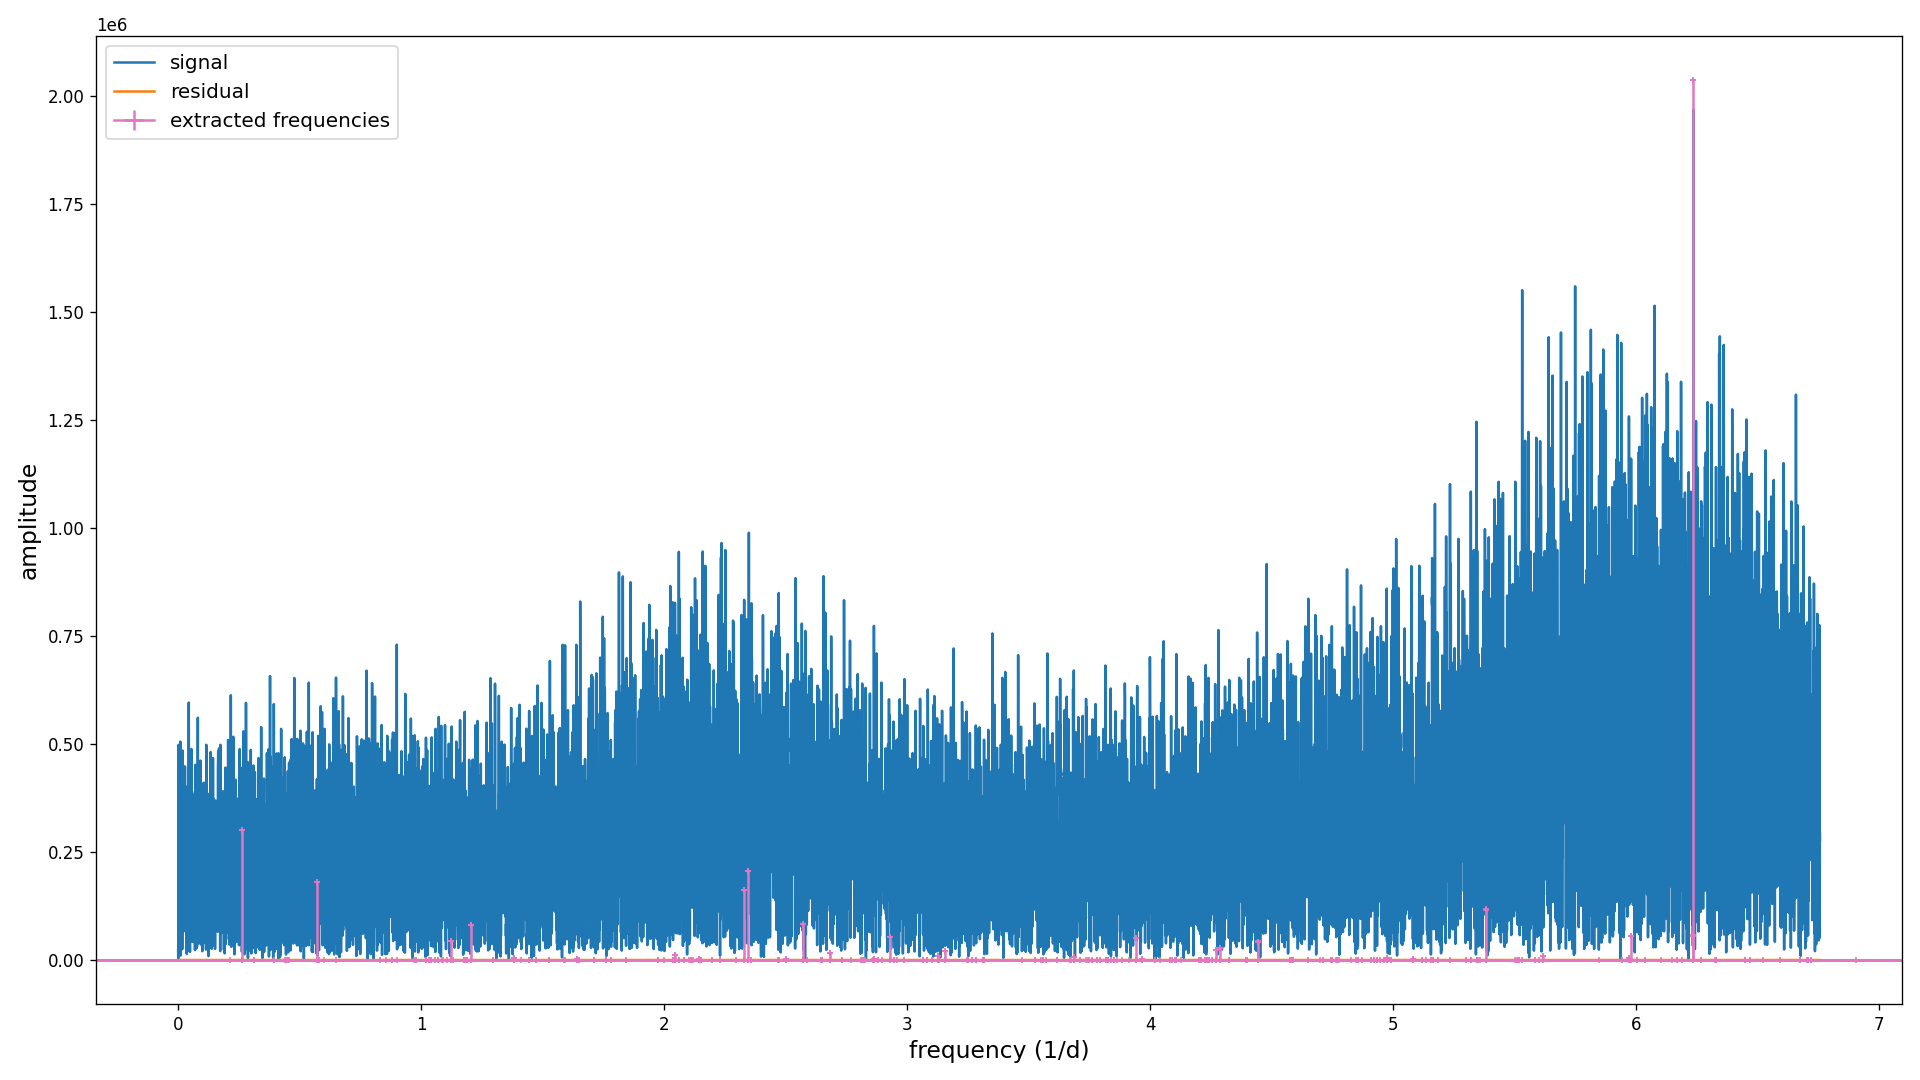 1e6
signal
residual
extracted frequencies
2.00
1.75
1.50
1.25
1.00
0.75
0.50
0.25
0.00
amplitude
0 1 2 3 4 5 6 7
frequency (1/d)